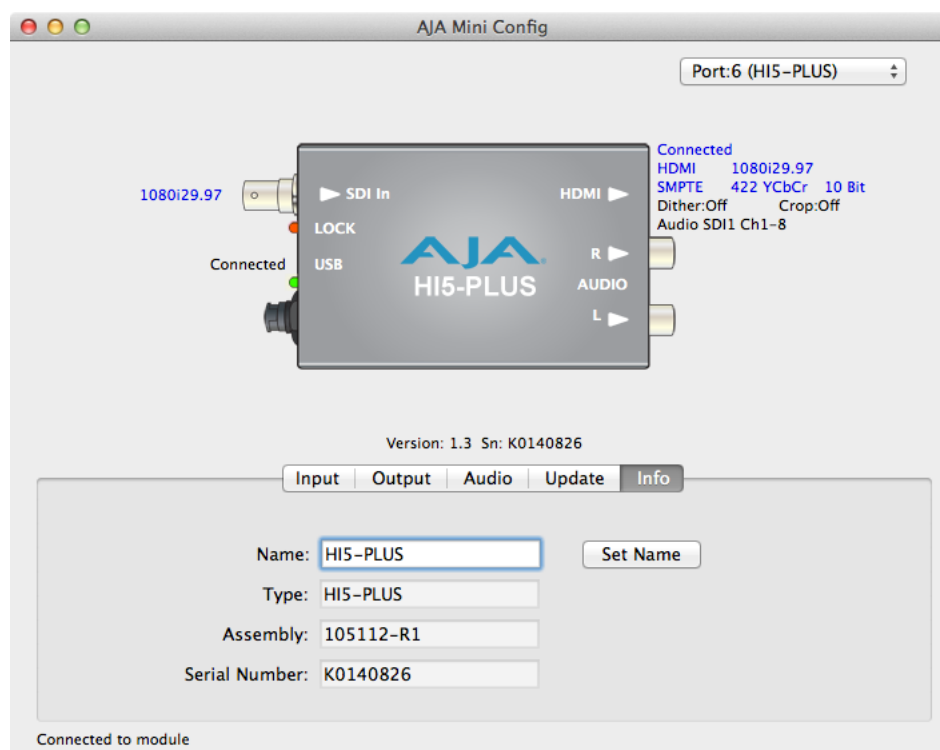 AJA Mini Config
Port:6 (HI5-PLUS)
Connected
HDMI 1080i29.97
SMPTE 422 YCbCr 10 Bit
Dither:Off Crop:Off
Audio SDI1 Ch1-8
1080i29.97
SDI In
HDMI
LOCK
Connected
USB
AJA
HI5-PLUS
R
AUDIO
L
Version: 1.3 Sn: K0140826
Input Output Audio Update Info
Name: HI5-PLUS Set Name
Type: HI5-PLUS
Assembly: 105112-R1
Serial Number: K0140826
Connected to module